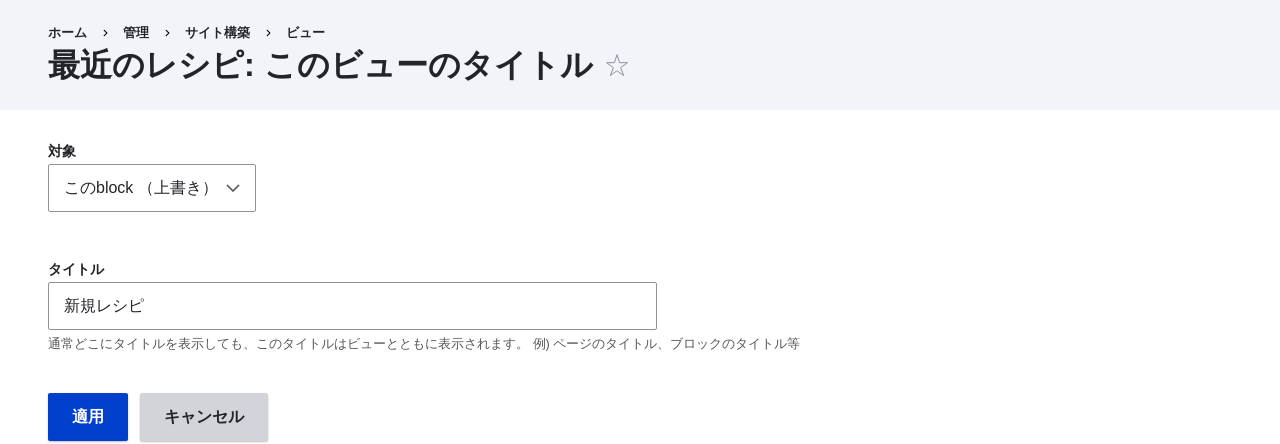 ホーム › 管理 › サイト構築 › ビュー
最近のレシピ: このビューのタイトル ☆
対象
このblock （上書き）
タイトル
新規レシピ
通常どこにタイトルを表示しても、このタイトルはビューとともに表示されます。 例) ページのタイトル、ブロックのタイトル等
適用 キャンセル